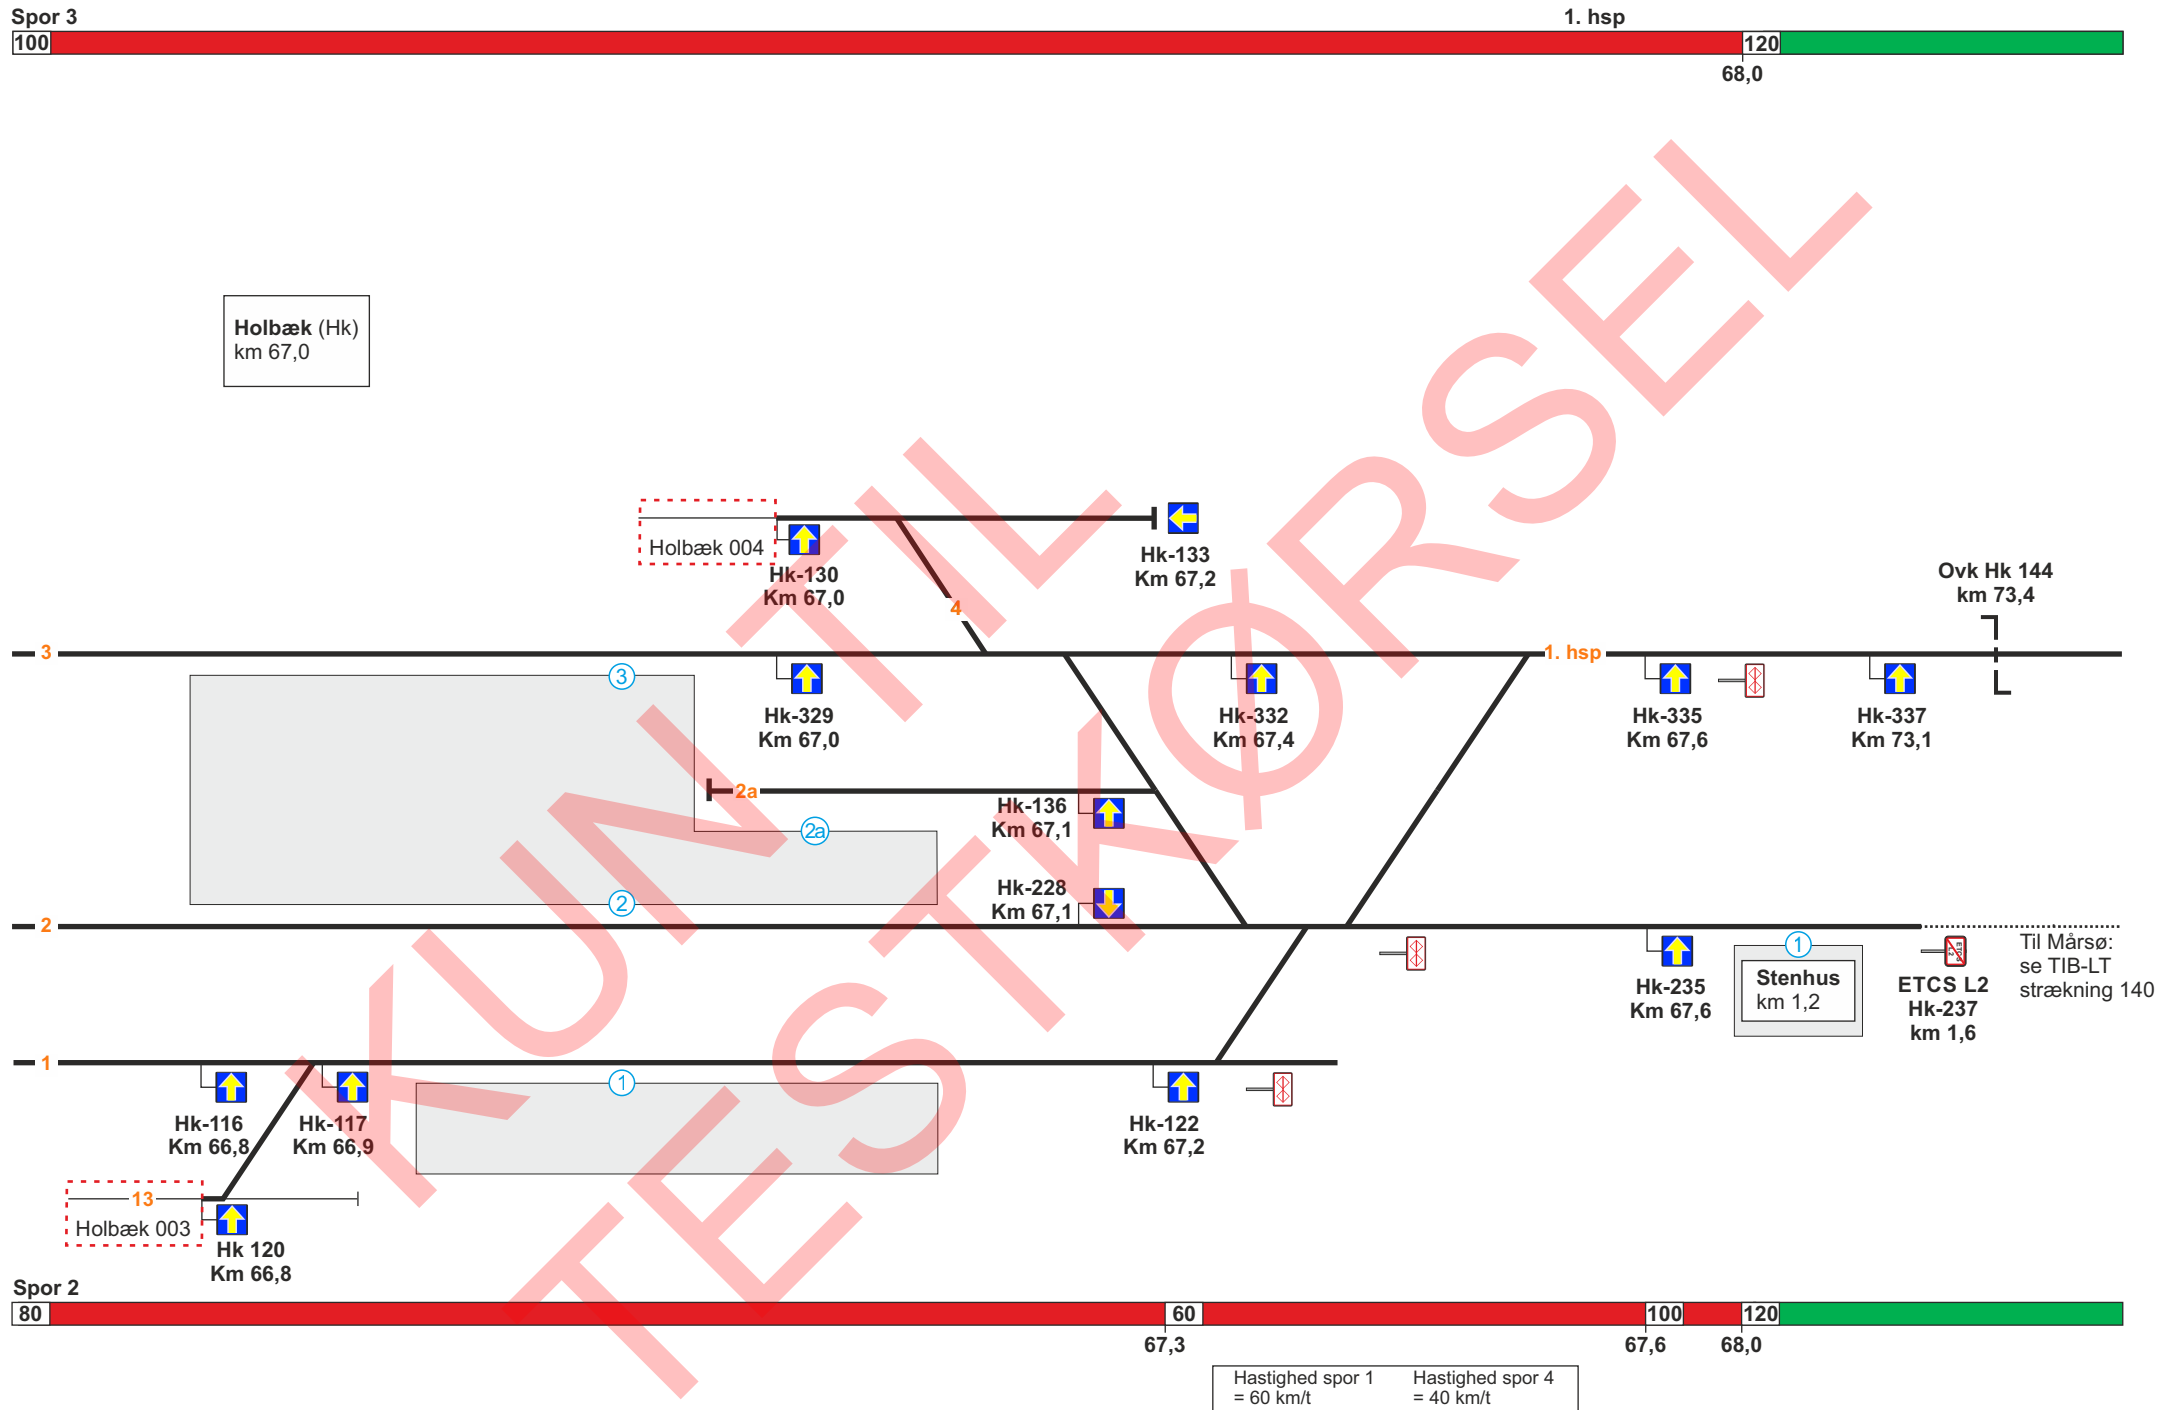 Spor 3
1. hsp
100
120
68,0
Holbæk (Hk)
km 67,0
Holbæk 004
Hk-130
Km 67,0
Hk-133
Km 67,2
4
Ovk Hk 144
km 73,4
3
1. hsp
3
Hk-329
Km 67,0
Hk-332
Km 67,4
Hk-335
Km 67,6
Hk-337
Km 73,1
2a
Hk-136
Km 67,1
2a
Hk-228
Km 67,1
2
2
Til Mårsø:
se TIB-LT
strækning 140
1
Stenhus
km 1,2
Hk-235
Km 67,6
ETCS L2
ETCS L2
Hk-237
km 1,6
1
1
Hk-116
Km 66,8
Hk-117
Km 66,9
Hk-122
Km 67,2
13
Holbæk 003
Hk 120
Km 66,8
Spor 2
80
60
100
120
67,3
67,6
68,0
Hastighed spor 1
= 60 km/t
Hastighed spor 4
= 40 km/t
KUN TIL
TESTKØRSEL